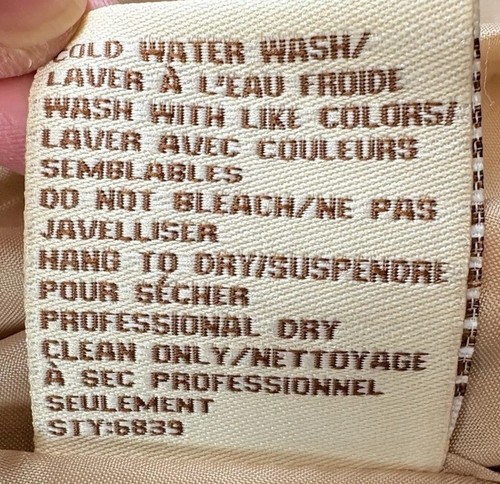 COLD WATER WASH/
LAVER À L'EAU FROIDE
WASH WITH LIKE COLORS/
LAVER AVEC COULEURS
SEMBLABLES
DO NOT BLEACH/NE PAS
JAVELLISER
HANG TO DRY/SUSPENDRE
POUR SÉCHER
PROFESSIONAL DRY
CLEAN ONLY/NETTOYAGE
À SEC PROFESSIONNEL
SEULEMENT
STY:6839